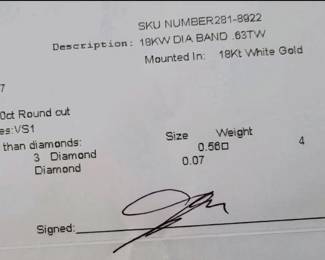 SKU NUMBER281-8922
Description: 18KW DIA BAND .63TW
Mounted In: 18Kt White Gold
7
0ct Round cut
es:VS1
than diamonds: Size Weight
3 Diamond 0.56□ 4
Diamond 0.07
Signed: